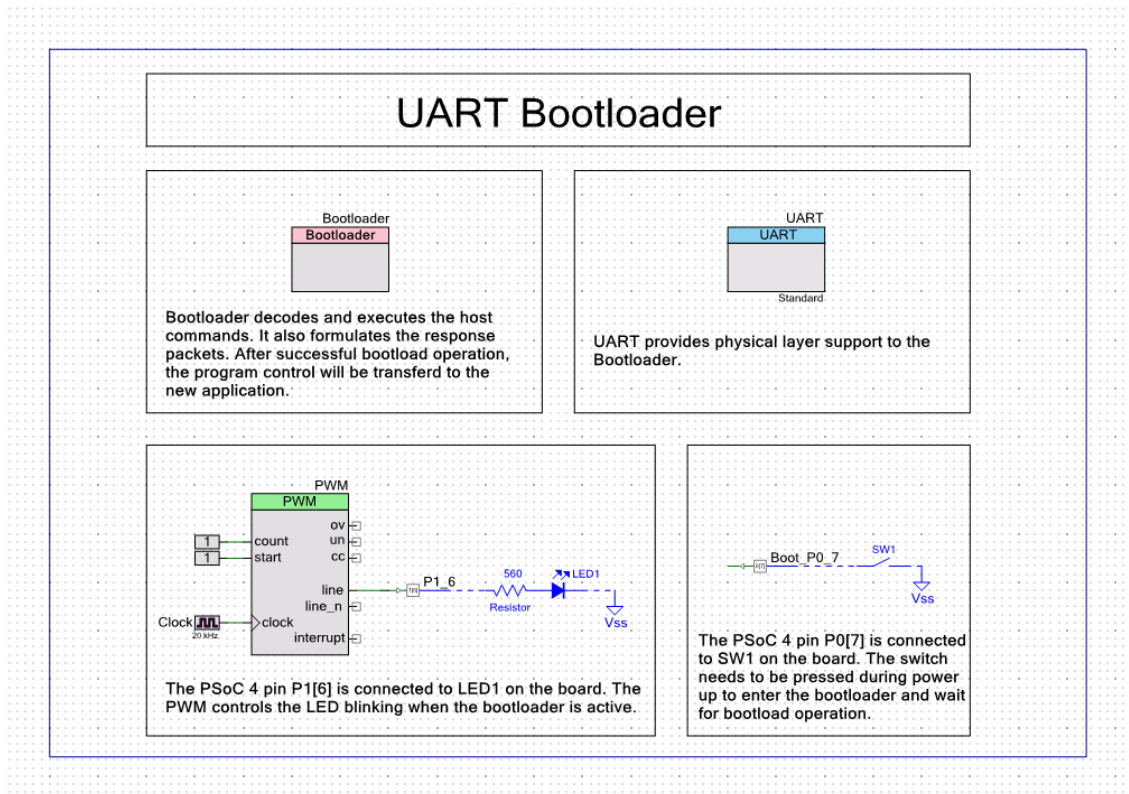 UART Bootloader
Bootloader
Bootloader
Bootloader decodes and executes the host
commands. It also formulates the response
packets. After successful bootload operation,
the program control will be transferd to the
new application.
UART
UART
Standard
UART provides physical layer support to the
Bootloader.
PWM
PWM
ov
1 count un
1 start cc
line P1_6 560 LED1
Resistor
line_n
Vss
Clock clock
20 kHz
interrupt
The PSoC 4 pin P1[6] is connected to LED1 on the board. The
PWM controls the LED blinking when the bootloader is active.
Boot_P0_7 SW1
Vss
The PSoC 4 pin P0[7] is connected
to SW1 on the board. The switch
needs to be pressed during power
up to enter the bootloader and wait
for bootload operation.